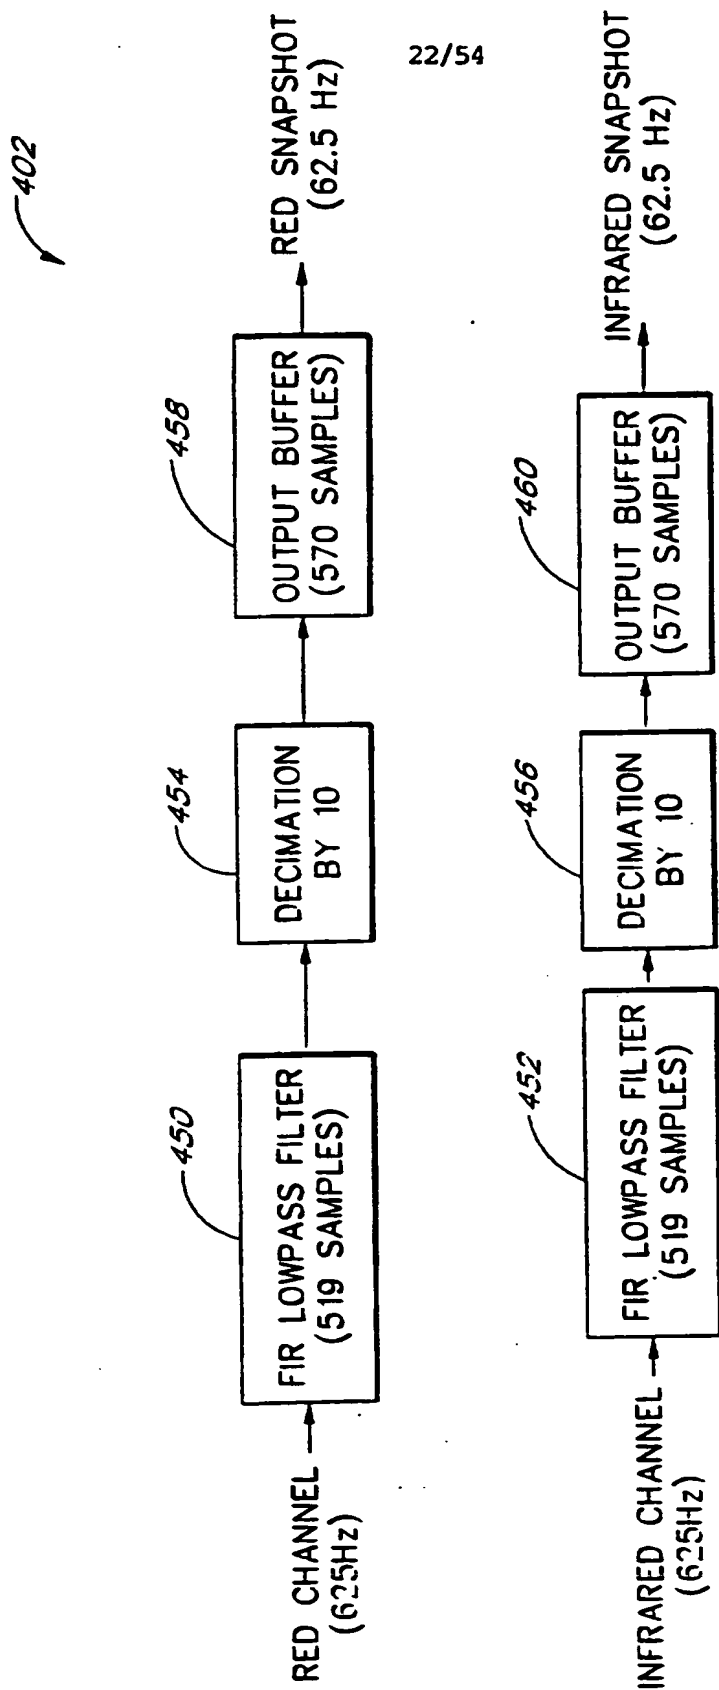 22/54
402
RED CHANNEL
(625Hz)
450
FIR LOWPASS FILTER
(519 SAMPLES)
454
DECIMATION
BY 10
458
OUTPUT BUFFER
(570 SAMPLES)
RED SNAPSHOT
(62.5 Hz)
INFRARED CHANNEL
(625Hz)
452
FIR LOWPASS FILTER
(519 SAMPLES)
456
DECIMATION
BY 10
460
OUTPUT BUFFER
(570 SAMPLES)
INFRARED SNAPSHOT
(62.5 Hz)